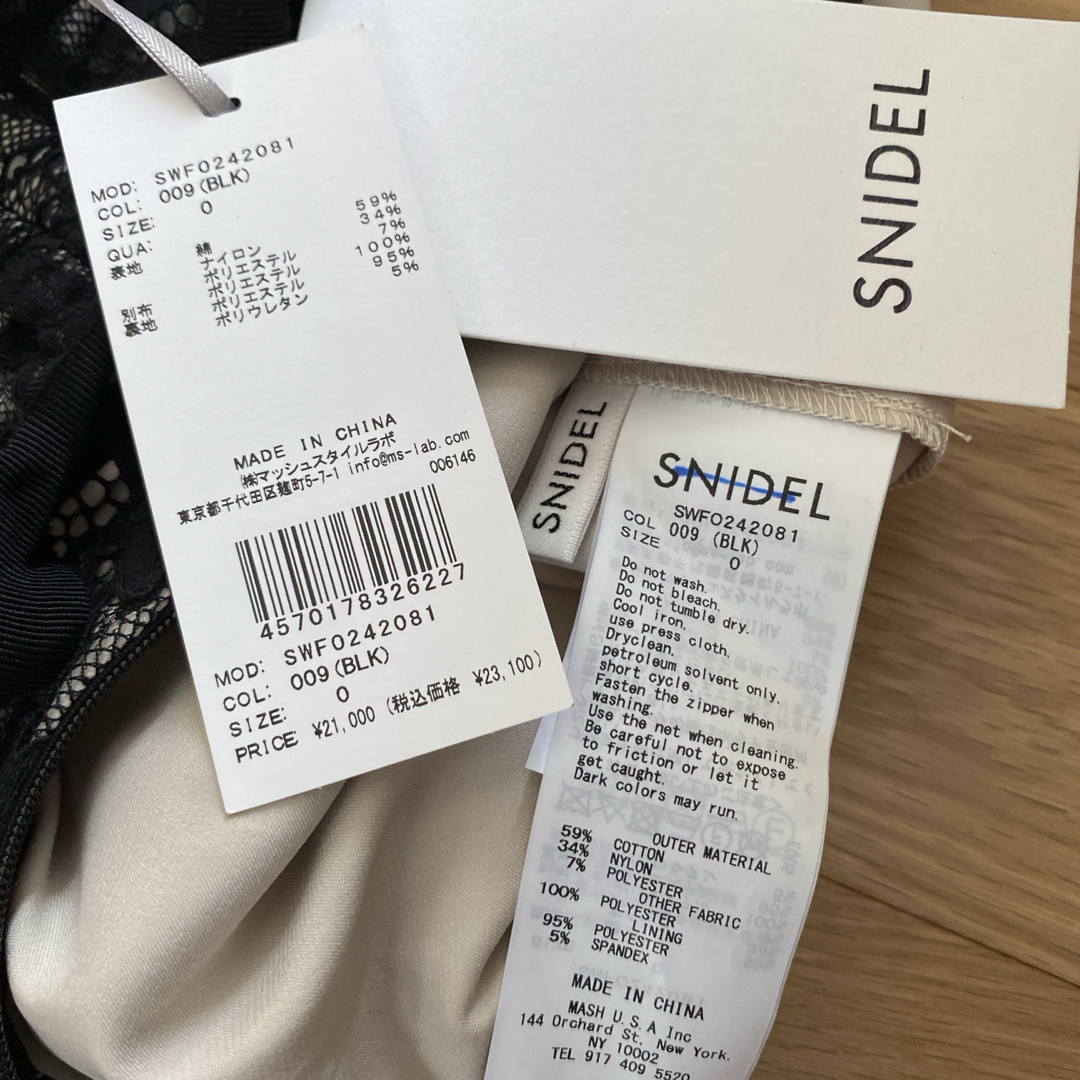 MOD: SWFO242081
COL: 009(BLK)
SIZE: 0
QUA:
表地 綿 59%
ナイロン 34%
ポリエステル 7%
別布 ポリエステル 100%
裏地 ポリエステル 95%
ポリウレタン 5%
MADE IN CHINA
㈱マッシュスタイルラボ
東京都千代田区麹町5-7-1 info@ms-lab.com
006146
4570178326227
MOD: SWFO242081
COL: 009(BLK)
SIZE: 0
PRICE: ¥21,000 (税込価格 ¥23,100)
SNIDEL
SNIDEL
SNIDEL
SWFO242081
COL 009 (BLK)
SIZE 0
Do not wash.
Do not bleach.
Do not tumble dry.
Cool iron.
use press cloth.
Dryclean.
petroleum solvent only.
short cycle.
Fasten the zipper when
washing.
Use the net when cleaning.
Be careful not to expose
to friction or let it
get caught.
Dark colors may run.
OUTER MATERIAL
59% COTTON
34% NYLON
7% POLYESTER
OTHER FABRIC
100% POLYESTER
LINING
95% POLYESTER
5% SPANDEX
MADE IN CHINA
MASH U.S.A Inc
144 Orchard St, New York.
NY 10002
TEL 917 409 5520